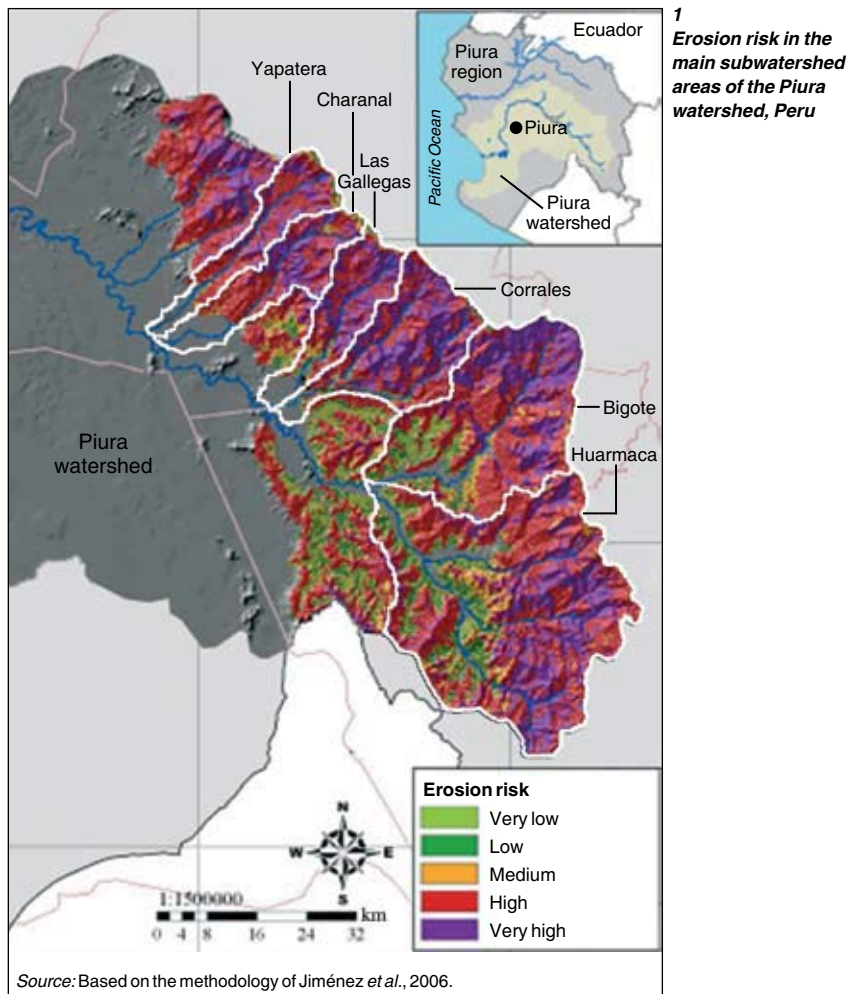 1
Erosion risk in the
main subwatershed
areas of the Piura
watershed, Peru
Ecuador
Piura
region
Pacific Ocean
Piura
Piura
watershed
Yapatera
Charanal
Las
Gallegas
Corrales
Bigote
Huarmaca
Piura
watershed
Erosion risk
Very low
Low
Medium
High
Very high
N
W E
S
1:1500000
km
0 4 8 16 24 32
Source: Based on the methodology of Jiménez et al., 2006.